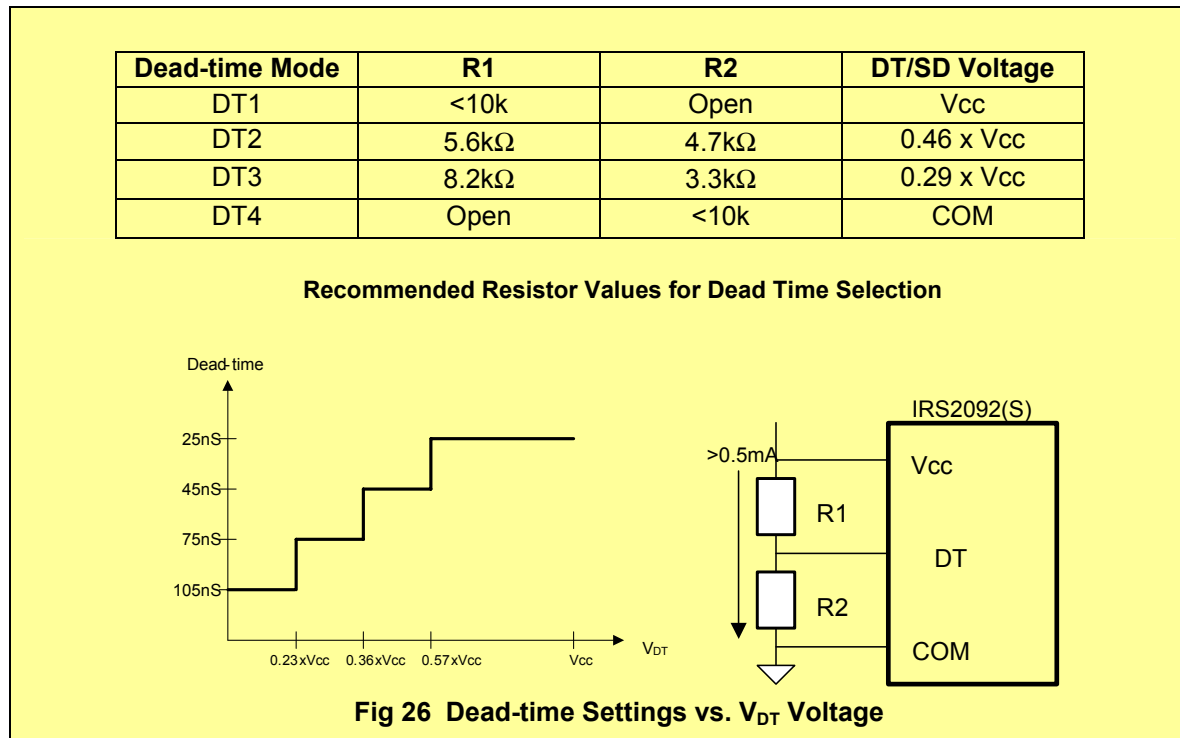 Dead-time Mode R1 R2 DT/SD Voltage
DT1 <10k Open Vcc
DT2 5.6kΩ 4.7kΩ 0.46 x Vcc
DT3 8.2kΩ 3.3kΩ 0.29 x Vcc
DT4 Open <10k COM
Recommended Resistor Values for Dead Time Selection
Dead-time
25nS
45nS
75nS
105nS
0.23xVcc 0.36xVcc 0.57xVcc Vcc
VDT
IRS2092(S)
>0.5mA
Vcc
R1
DT
R2
COM
Fig 26 Dead-time Settings vs. VDT Voltage